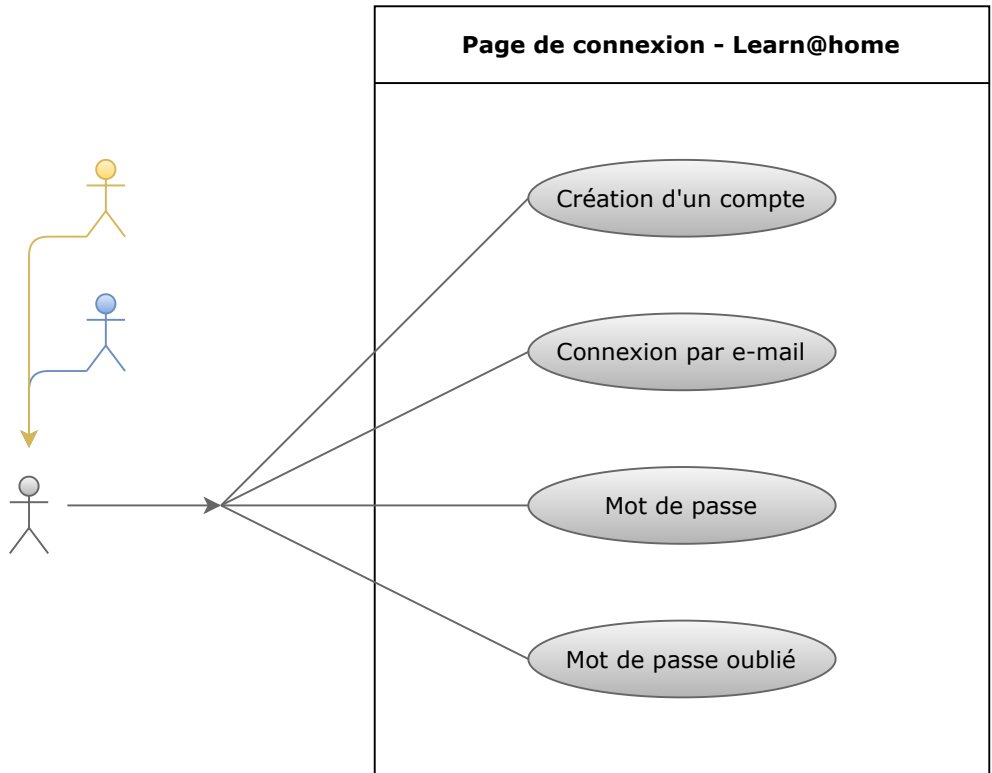 Page de connexion - Learn@home
Création d'un compte
Connexion par e-mail
Mot de passe
Mot de passe oublié